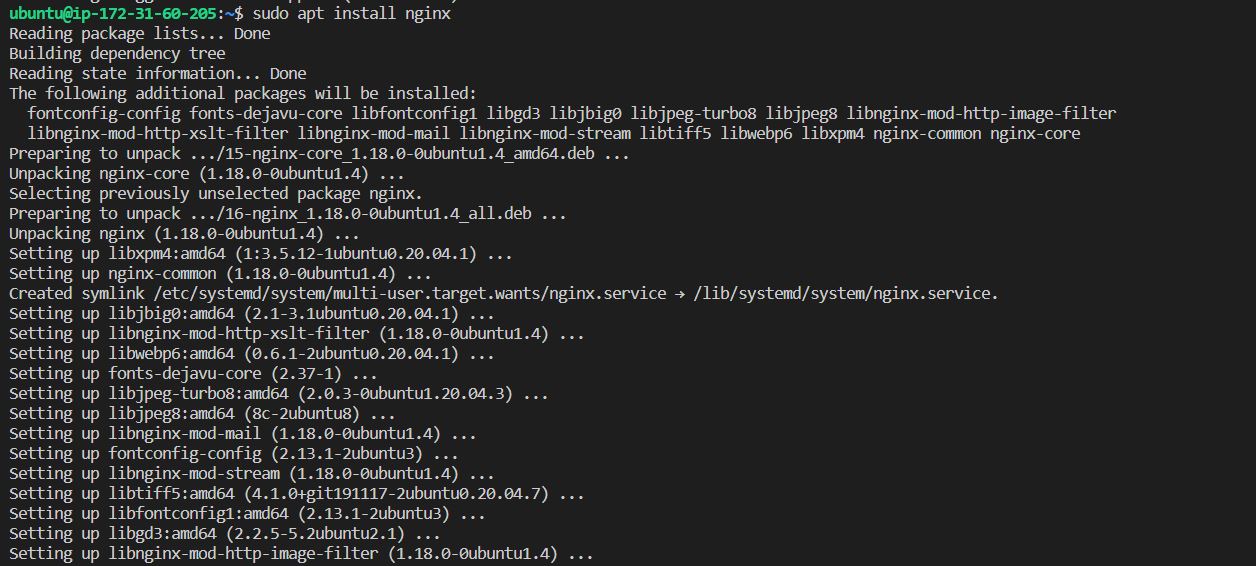 ubuntu@ip-172-31-60-205:~$ sudo apt install nginx
Reading package lists... Done
Building dependency tree
Reading state information... Done
The following additional packages will be installed:
  fontconfig-config fonts-dejavu-core libfontconfig1 libgd3 libjbig0 libjpeg-turbo8 libjpeg8 libnginx-mod-http-image-filter
  libnginx-mod-http-xslt-filter libnginx-mod-mail libnginx-mod-stream libtiff5 libwebp6 libxpm4 nginx-common nginx-core
Preparing to unpack .../15-nginx-core_1.18.0-0ubuntu1.4_amd64.deb ...
Unpacking nginx-core (1.18.0-0ubuntu1.4) ...
Selecting previously unselected package nginx.
Preparing to unpack .../16-nginx_1.18.0-0ubuntu1.4_all.deb ...
Unpacking nginx (1.18.0-0ubuntu1.4) ...
Setting up libxpm4:amd64 (1:3.5.12-1ubuntu0.20.04.1) ...
Setting up nginx-common (1.18.0-0ubuntu1.4) ...
Created symlink /etc/systemd/system/multi-user.target.wants/nginx.service → /lib/systemd/system/nginx.service.
Setting up libjbig0:amd64 (2.1-3.1ubuntu0.20.04.1) ...
Setting up libnginx-mod-http-xslt-filter (1.18.0-0ubuntu1.4) ...
Setting up libwebp6:amd64 (0.6.1-2ubuntu0.20.04.1) ...
Setting up fonts-dejavu-core (2.37-1) ...
Setting up libjpeg-turbo8:amd64 (2.0.3-0ubuntu1.20.04.3) ...
Setting up libjpeg8:amd64 (8c-2ubuntu8) ...
Setting up libnginx-mod-mail (1.18.0-0ubuntu1.4) ...
Setting up fontconfig-config (2.13.1-2ubuntu3) ...
Setting up libnginx-mod-stream (1.18.0-0ubuntu1.4) ...
Setting up libtiff5:amd64 (4.1.0+git191117-2ubuntu0.20.04.7) ...
Setting up libfontconfig1:amd64 (2.13.1-2ubuntu3) ...
Setting up libgd3:amd64 (2.2.5-5.2ubuntu2.1) ...
Setting up libnginx-mod-http-image-filter (1.18.0-0ubuntu1.4) ...